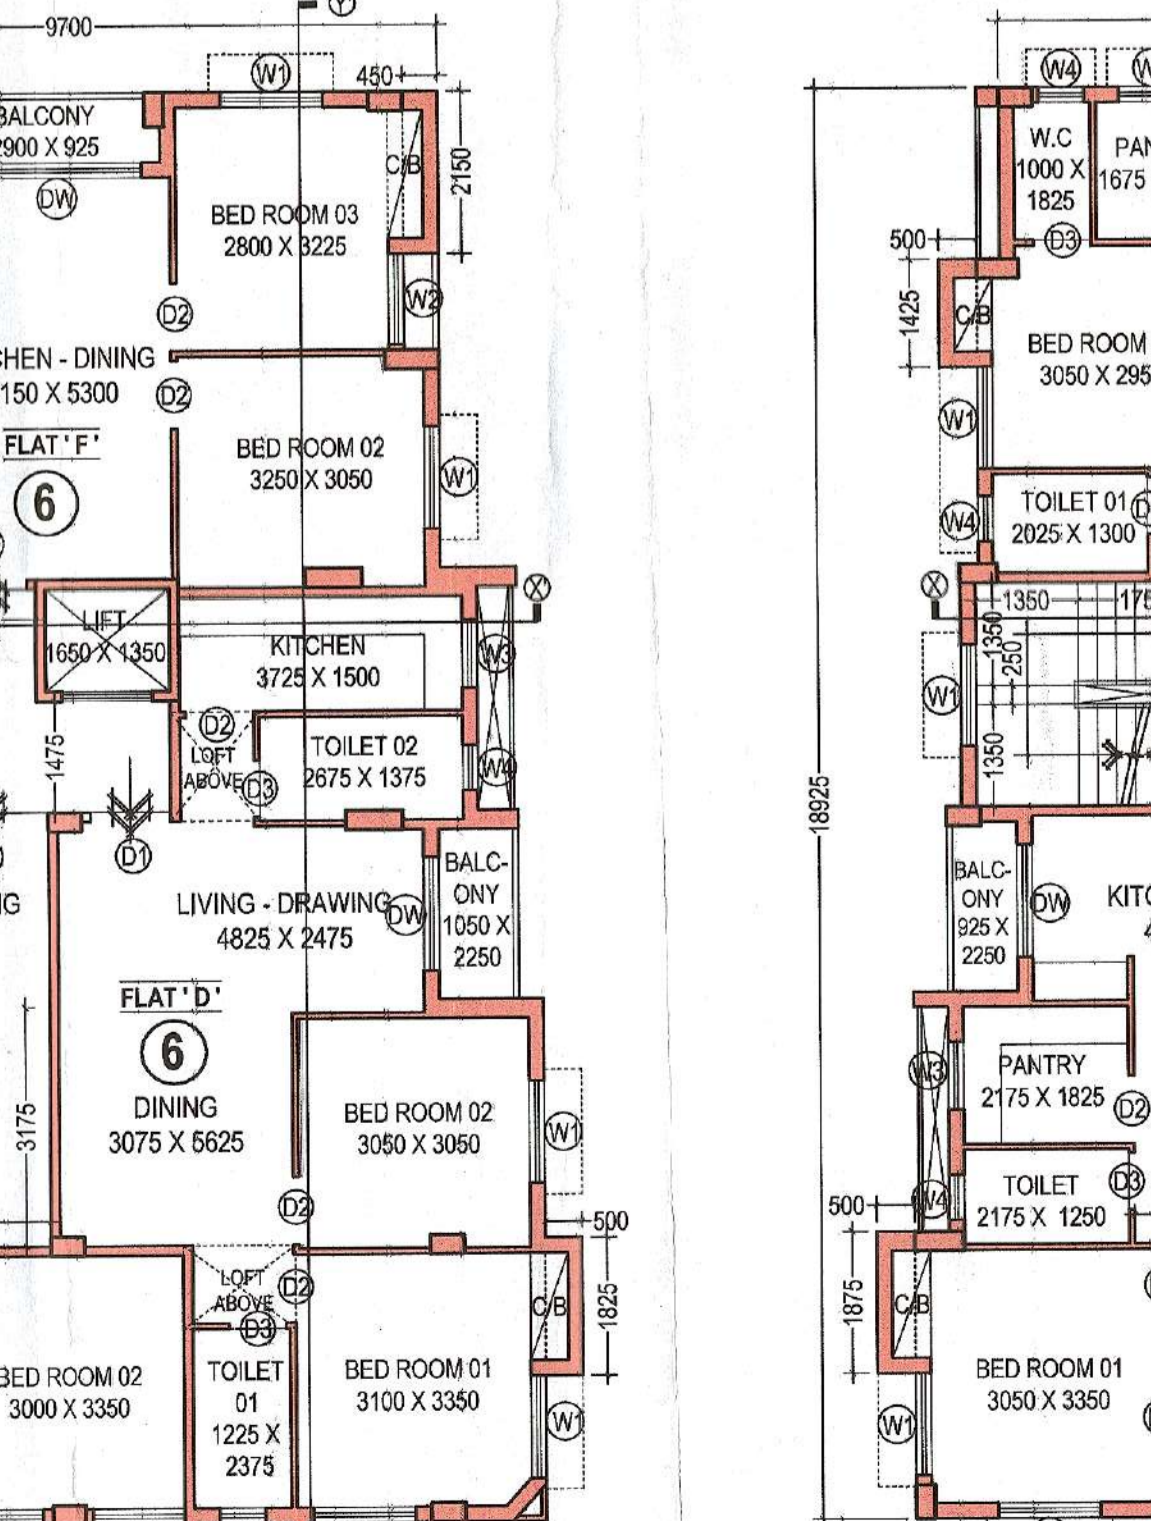 Y
9700
W1
450
BALCONY
2900 X 925
DW
C/B
2150
BED ROOM 03
2800 X 3225
W2
D2
DINING
5300
D2
FLAT 'F'
6
BED ROOM 02
3250 X 3050
W1
X'
LIFT
1650 X 1350
KITCHEN
3725 X 1500
W3
D2
LOFT
ABOVE
TOILET 02
2675 X 1375
D3
W4
1475
D1
BALC-
ONY
1050 X
2250
LIVING - DRAWING
4825 X 2475
DW
FLAT 'D'
6
DINING
3075 X 5625
3175
BED ROOM 02
3050 X 3050
W1
D2
500
LOFT
ABOVE
D2
D3
C/B
1825
BED ROOM 02
3000 X 3350
TOILET
01
1225 X
2375
BED ROOM 01
3100 X 3350
W1
W4
W.C
1000 X
1825
1675
500
D3
1425
C/B
BED ROOM
3050 X
W1
TOILET 01
2025 X 1300
W4
X
1350
1350
250
W1
1350
18925
BALC-
ONY
925 X
2250
DW
W3
PANTRY
2175 X 1825
D2
TOILET
2175 X 1250
D3
500
W4
1875
C/B
BED ROOM 01
3050 X 3350
W1